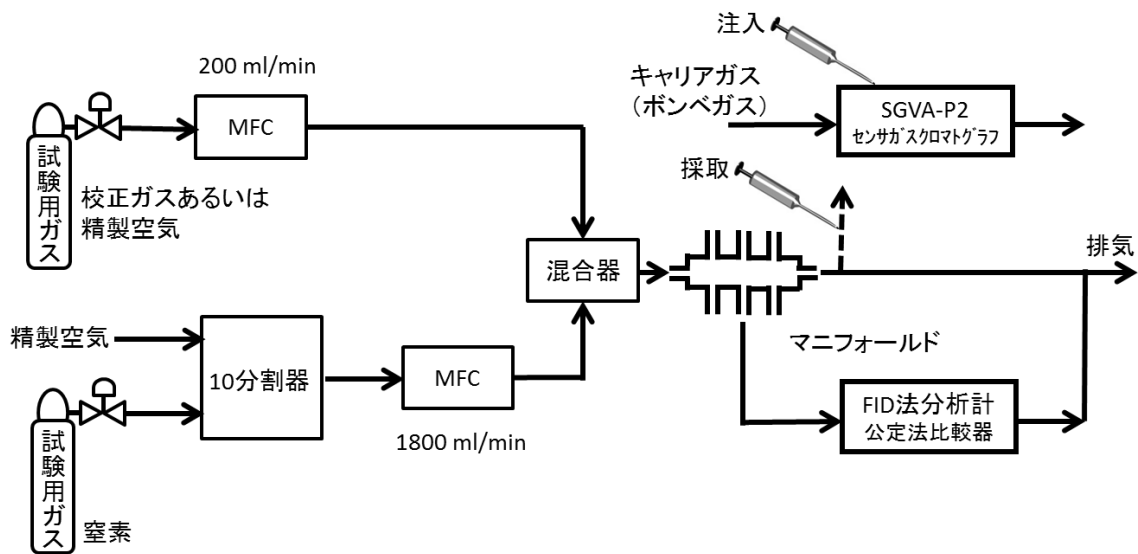 注入
200 ml/min
キャリアガス
（ボンベガス）
MFC
SGVA-P2
センサガスクロマトグラフ
試験用ガス
校正ガスあるいは
精製空気
採取
混合器
排気
精製空気
10分割器
MFC
マニフォールド
1800 ml/min
FID法分析計
公定法比較器
試験用ガス
窒素